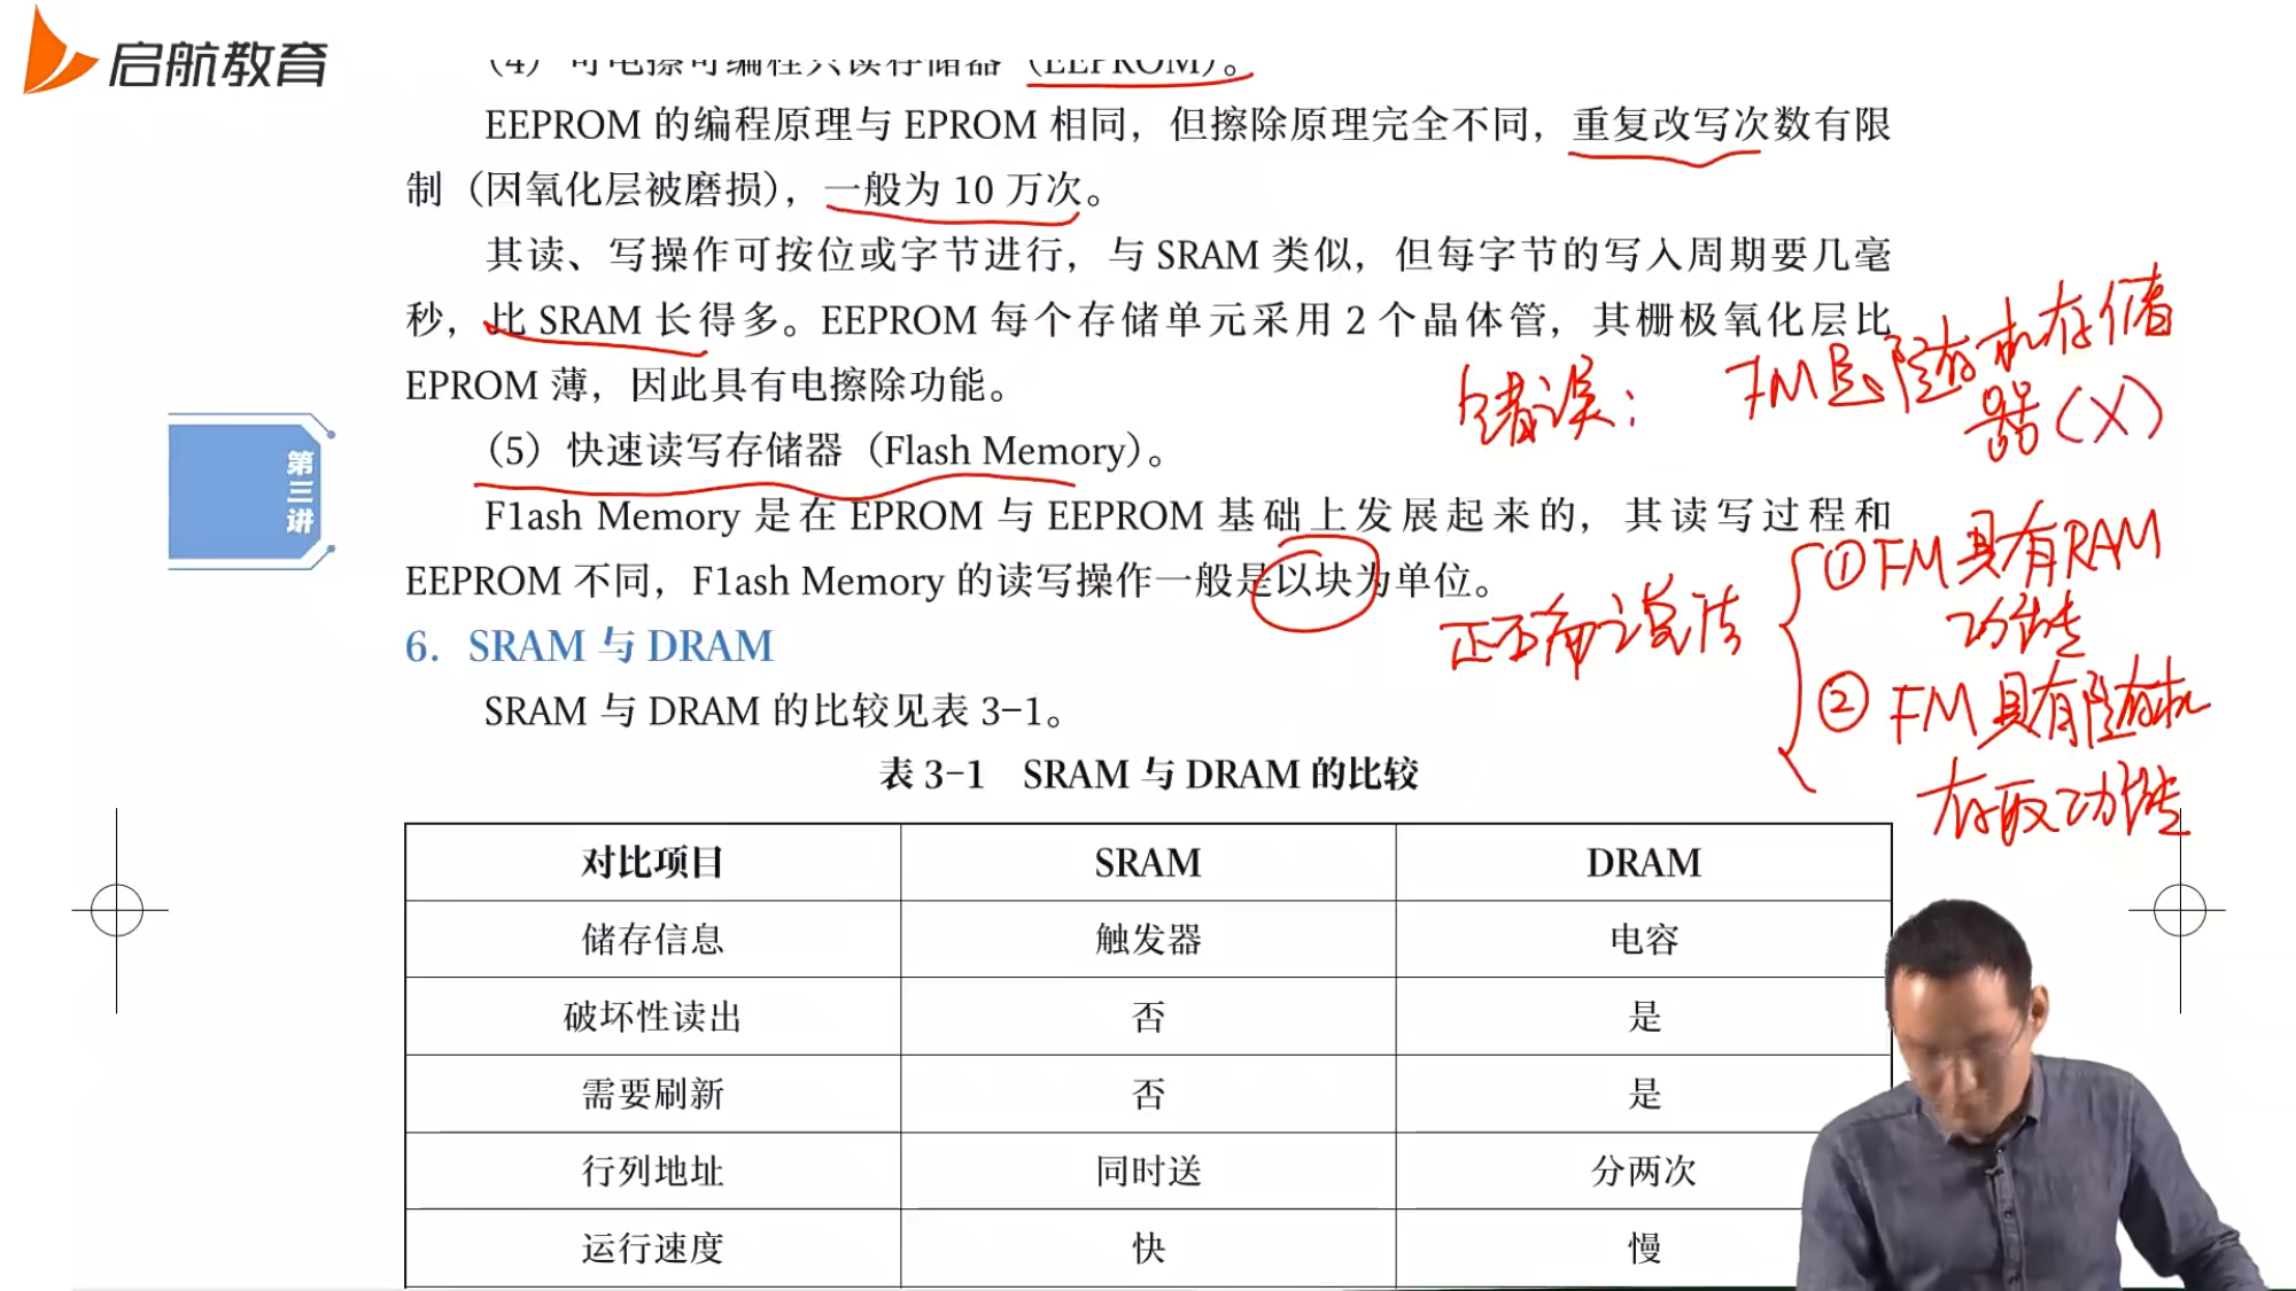 启航教育
(4) 可电擦可编程只读存储器（EEPROM）。
EEPROM 的编程原理与 EPROM 相同，但擦除原理完全不同，重复改写次数有限
制（因氧化层被磨损），一般为 10 万次。
其读、写操作可按位或字节进行，与 SRAM 类似，但每字节的写入周期要几毫
秒，比 SRAM 长得多。EEPROM 每个存储单元采用 2 个晶体管，其栅极氧化层比
EPROM 薄，因此具有电擦除功能。
错误：FM是随机存储
器(X)
第三讲
（5）快速读写存储器（Flash Memory）。
F1ash Memory 是在 EPROM 与 EEPROM 基础上发展起来的，其读写过程和
EEPROM 不同，F1ash Memory 的读写操作一般是以块为单位。
正确说法
①FM具有RAM
功能
②FM具有随机
存取功能
6. SRAM 与 DRAM
SRAM 与 DRAM 的比较见表 3-1。
表 3-1 SRAM 与 DRAM 的比较
对比项目 SRAM DRAM
储存信息 触发器 电容
破坏性读出 否 是
需要刷新 否 是
行列地址 同时送 分两次
运行速度 快 慢